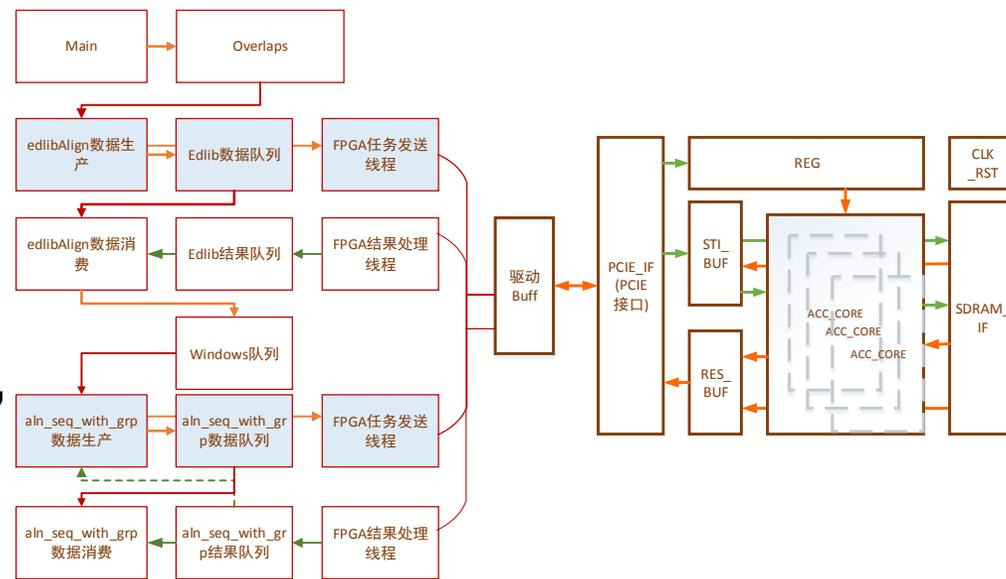 Main
Overlaps
edlibAlign数据生
产
Edlib数据队列
FPGA任务发送
线程
edlibAlign数据消
费
Edlib结果队列
FPGA结果处理
线程
Windows队列
aln_seq_with_grp
数据生产
aln_seq_with_gr
p数据队列
FPGA任务发送
线程
aln_seq_with_grp
数据消费
aln_seq_with_gr
p结果队列
FPGA结果处理
线程
驱动
Buff
PCIE_IF
(PCIE
接口)
REG
CLK
_RST
STI_
BUF
RES_
BUF
ACC_CORE
ACC_CORE
ACC_CORE
SDRAM_
IF